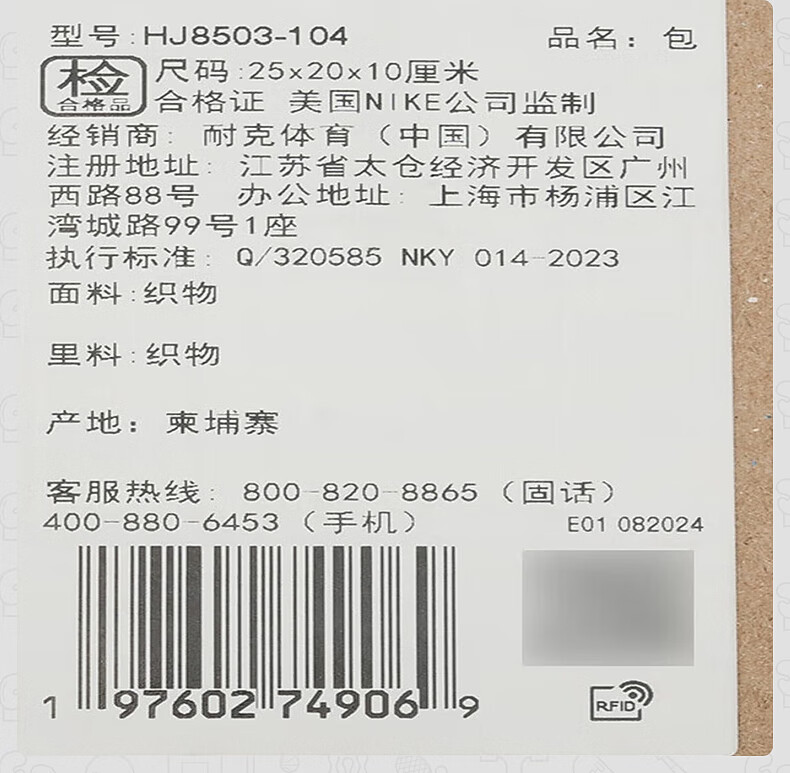 型号:HJ8503-104 品名：包
检 合格品 尺码:25x20x10厘米
合格证 美国NIKE公司监制
经销商: 耐克体育（中国）有限公司
注册地址: 江苏省太仓经济开发区广州
西路88号 办公地址: 上海市杨浦区江
湾城路99号1座
执行标准: Q/320585 NKY 014-2023
面料:织物
里料:织物
产地：柬埔寨
客服热线: 800-820-8865（固话）
400-880-6453（手机） E01 082024
1 97602 74906 9
RFID